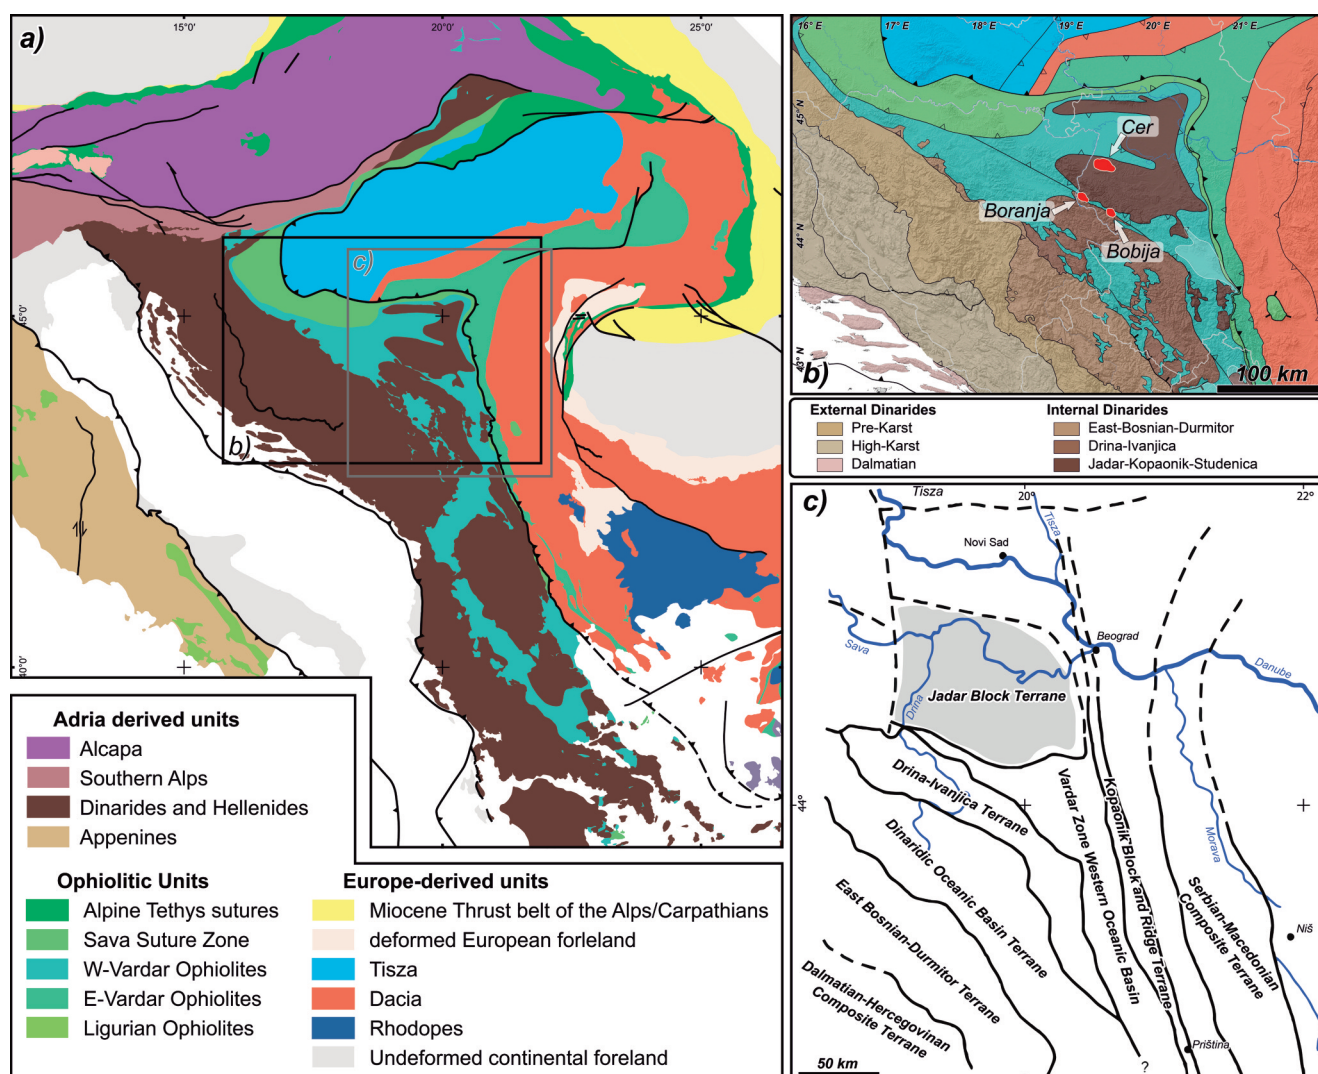 a)
15°
20°
25°
45°
40°
c)
b)
Adria derived units
Alcapa
Southern Alps
Dinarides and Hellenides
Appenines
Ophiolitic Units
Alpine Tethys sutures
Sava Suture Zone
W-Vardar Ophiolites
E-Vardar Ophiolites
Ligurian Ophiolites
Europe-derived units
Miocene Thrust belt of the Alps/Carpathians
deformed European forleland
Tisza
Dacia
Rhodopes
Undeformed continental foreland
16° E
17° E
18° E
19° E
20° E
21° E
45° N
44° N
43° N
Cer
Boranja
Bobija
b)
100 km
External Dinarides
Pre-Karst
High-Karst
Dalmatian
Internal Dinarides
East-Bosnian-Durmitor
Drina-Ivanjica
Jadar-Kopaonik-Studenica
c)
20°
22°
44°
Tisza
Tisza
Novi Sad
Sava
Beograd
Danube
Drina
Jadar Block Terrane
Drina-Ivanjica Terrane
Dinaridic Oceanic Basin Terrane
East Bosnian-Durmitor Terrane
Dalmatian-Hercegovinan
Composite Terrane
Vardar Zone Western Oceanic Basin
Kopaonik Block and Ridge Terrane
Serbian-Macedonian
Composite Terrane
Morava
Niš
Priština
?
50 km